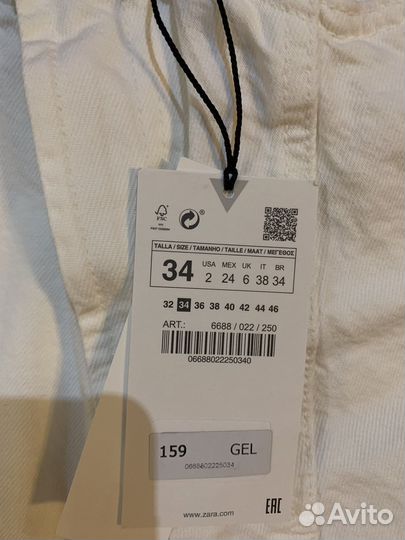 FSC
TALLA / SIZE / TAMANHO / TAILLE / MAAT / ΜΕΓΕΘΟΣ
34 USA 2 MEX 24 UK 6 IT 38 BR 34
32 34 36 38 40 42 44 46
ART.: 6688 / 022 / 250
06688022250340
159 GEL
www.zara.com
EAC
Avito